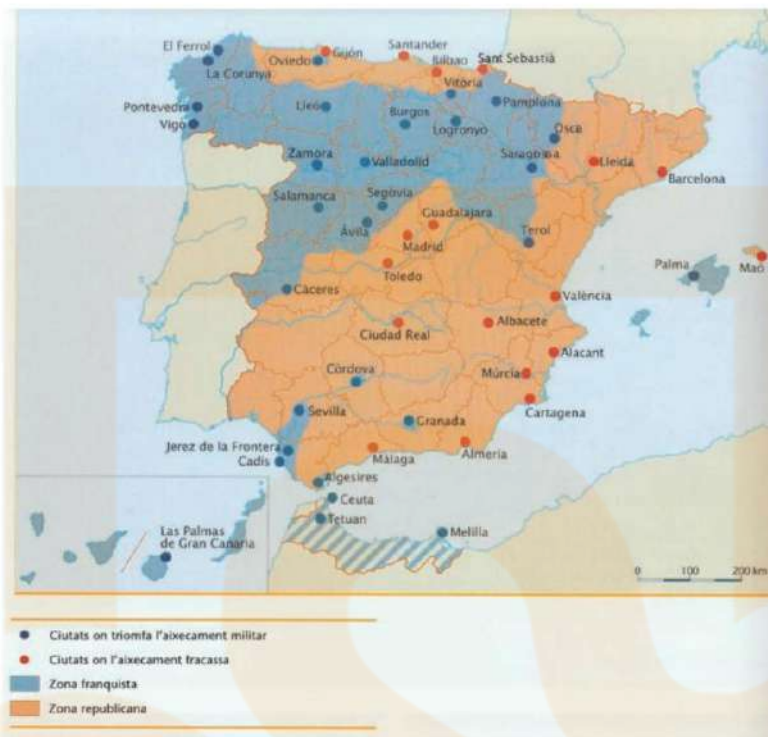 El Ferrol
La Corunya
Oviedo
Gijón
Santander
Bilbao
Sant Sebastià
Vitòria
Pontevedra
Vigo
Lleó
Burgos
Logronyo
Pamplona
Osca
Zamora
Valladolid
Saragossa
Lleida
Barcelona
Salamanca
Segòvia
Àvila
Guadalajara
Madrid
Terol
Toledo
Palma
Maó
Càceres
València
Ciudad Real
Albacete
Alacant
Còrdova
Múrcia
Cartagena
Sevilla
Granada
Jerez de la Frontera
Cadis
Màlaga
Almeria
Algesires
Ceuta
Tetuan
Melilla
Las Palmas
de Gran Canària
0 100 200 km
Ciutats on triomfa l'aixecament militar
Ciutats on l'aixecament fracassa
Zona franquista
Zona republicana